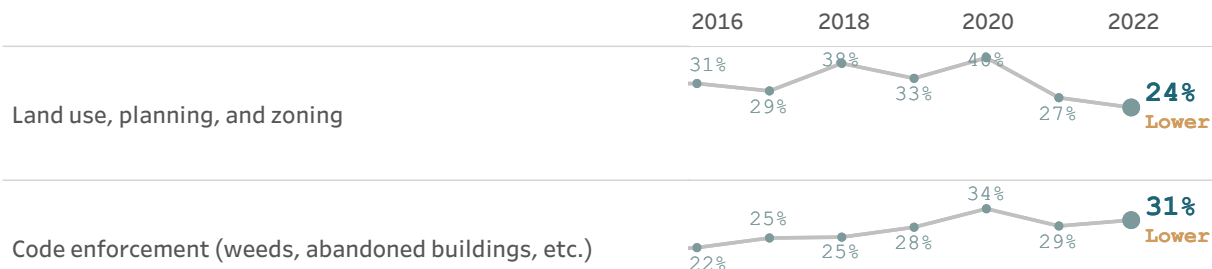 2016 2018 2020 2022
31% 38% 40%
29% 33% 27% 24%
Lower
Land use, planning, and zoning
34% 31%
25% Lower
22% 25% 28% 29%
Code enforcement (weeds, abandoned buildings, etc.)